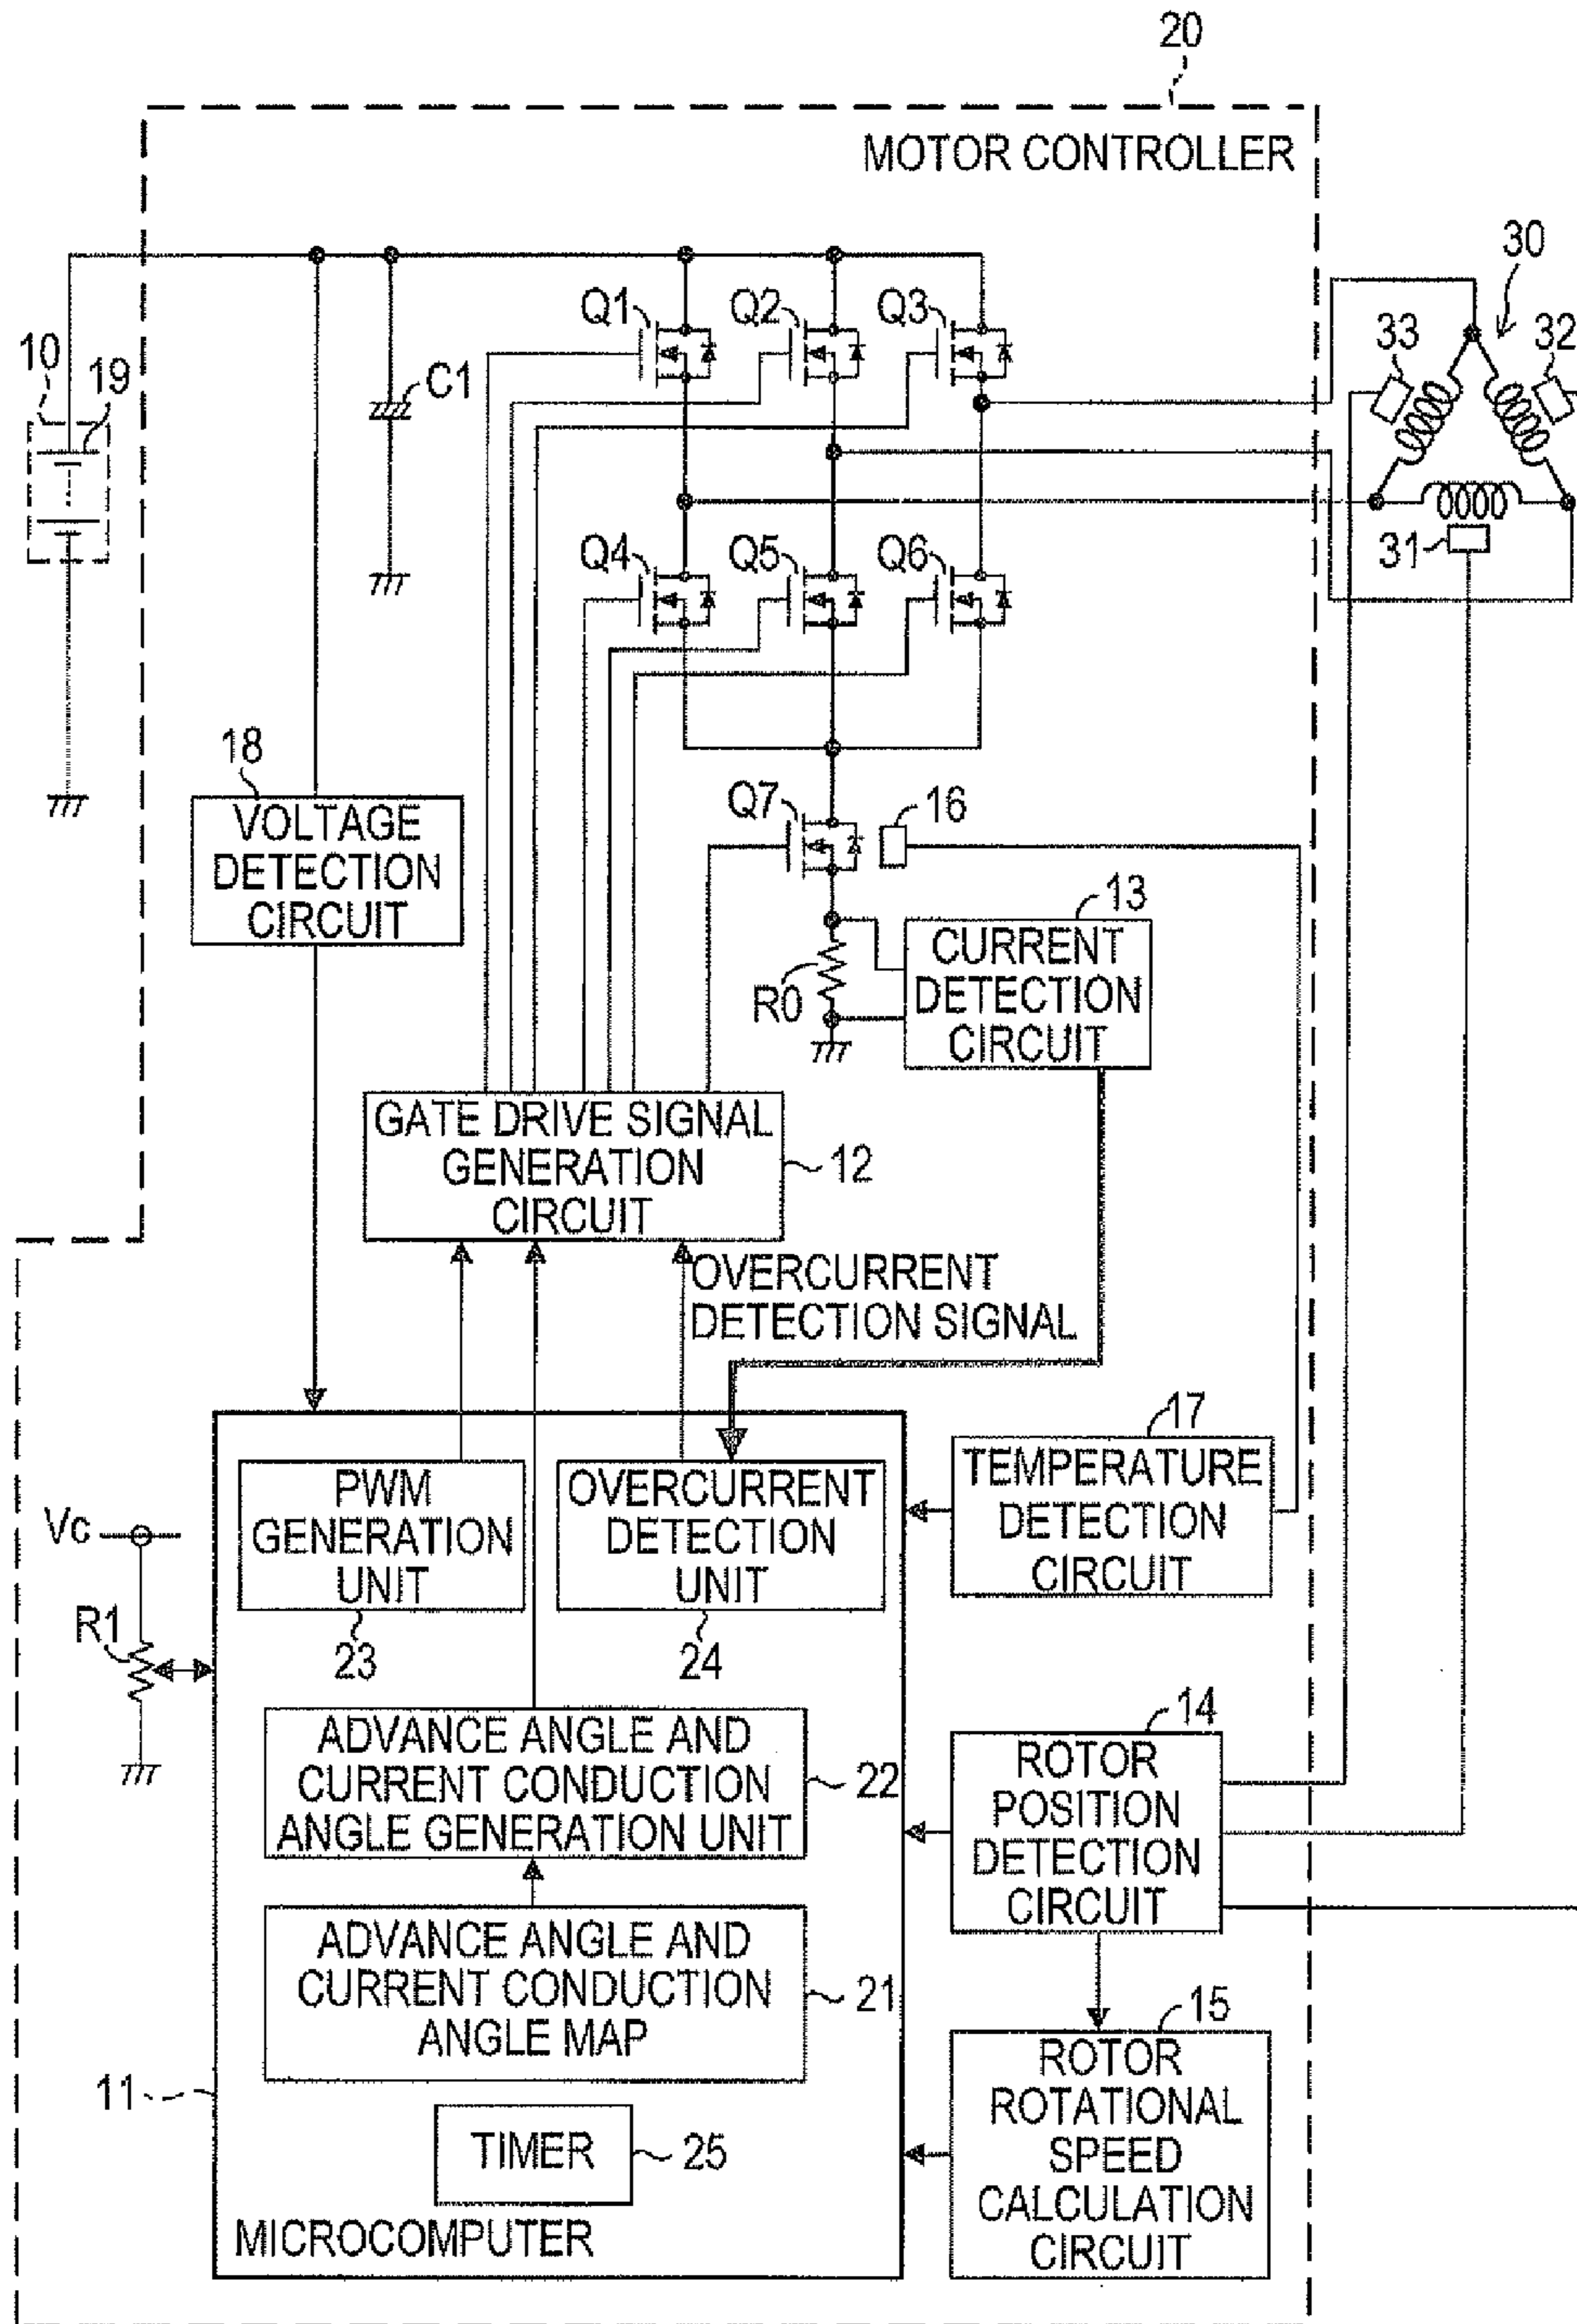 20
MOTOR CONTROLLER
30
Q1
Q2
Q3
33
32
10
19
C1
31
Q4
Q5
Q6
18
VOLTAGE
DETECTION
CIRCUIT
Q7
16
13
CURRENT
DETECTION
CIRCUIT
R0
GATE DRIVE SIGNAL
GENERATION
CIRCUIT
12
OVERCURRENT
DETECTION SIGNAL
17
TEMPERATURE
DETECTION
CIRCUIT
PWM
GENERATION
UNIT
23
OVERCURRENT
DETECTION
UNIT
24
Vc
R1
ADVANCE ANGLE AND
CURRENT CONDUCTION
ANGLE GENERATION UNIT
22
14
ROTOR
POSITION
DETECTION
CIRCUIT
ADVANCE ANGLE AND
CURRENT CONDUCTION
ANGLE MAP
21
15
ROTOR
ROTATIONAL
SPEED
CALCULATION
CIRCUIT
11
TIMER
25
MICROCOMPUTER